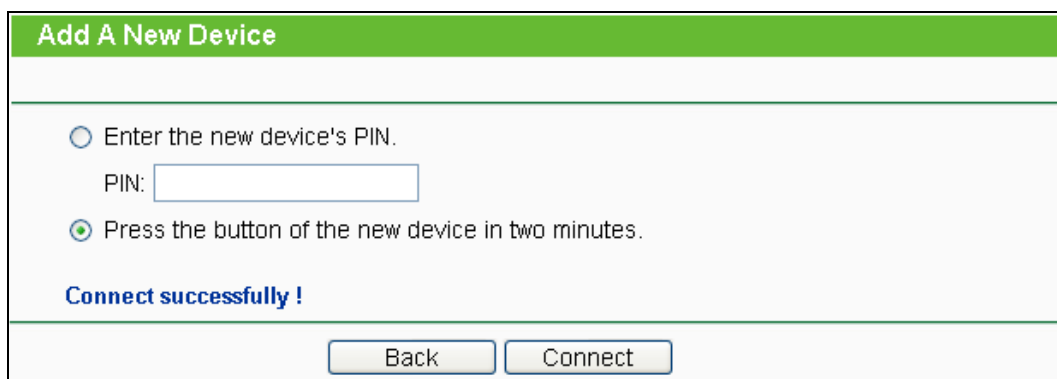 Add A New Device
Enter the new device's PIN.
PIN:
Press the button of the new device in two minutes.
Connect successfully !
Back Connect